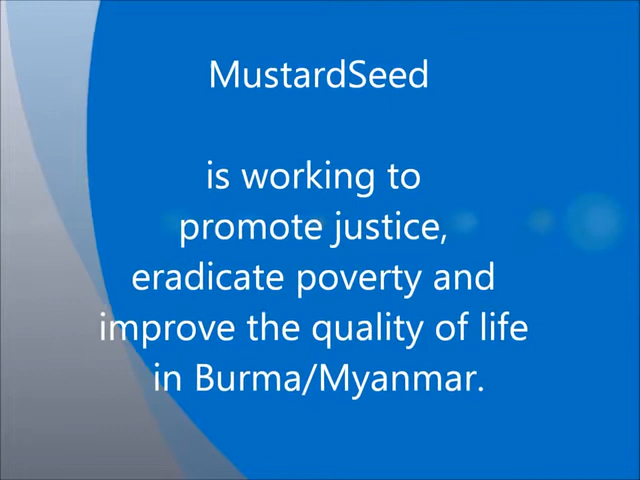 MustardSeed
is working to
promote justice,
eradicate poverty and
improve the quality of life
in Burma/Myanmar.